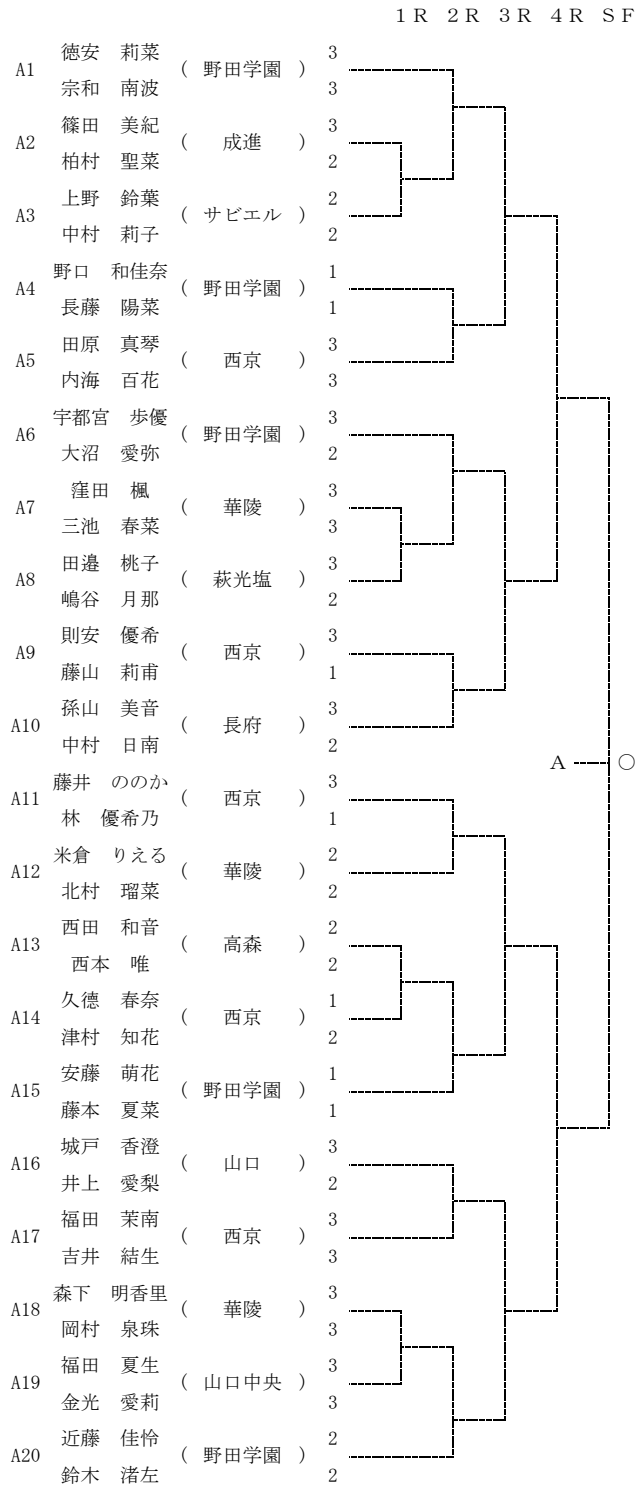 1R 2R 3R 4R SF
徳安 莉菜 3
A1 ( 野田学園 )
宗和 南波 3
篠田 美紀 3
A2 ( 成進 )
柏村 聖菜 2
上野 鈴葉 2
A3 ( サビエル )
中村 莉子 2
野口 和佳奈 1
A4 ( 野田学園 )
長藤 陽菜 1
田原 真琴 3
A5 ( 西京 )
内海 百花 3
宇都宮 歩優 3
A6 ( 野田学園 )
大沼 愛弥 2
窪田 楓 3
A7 ( 華陵 )
三池 春菜 3
田邉 桃子 3
A8 ( 萩光塩 )
嶋谷 月那 2
則安 優希 3
A9 ( 西京 )
藤山 莉甫 1
孫山 美音 3
A10 ( 長府 )
中村 日南 2
A ○
藤井 ののか 3
A11 ( 西京 )
林 優希乃 1
米倉 りえる 2
A12 ( 華陵 )
北村 瑠菜 2
西田 和音 2
A13 ( 高森 )
西本 唯 2
久德 春奈 1
A14 ( 西京 )
津村 知花 2
安藤 萌花 1
A15 ( 野田学園 )
藤本 夏菜 1
城戸 香澄 3
A16 ( 山口 )
井上 愛梨 2
福田 茉南 3
A17 ( 西京 )
吉井 結生 3
森下 明香里 3
A18 ( 華陵 )
岡村 泉珠 3
福田 夏生 3
A19 ( 山口中央 )
金光 愛莉 3
近藤 佳怜 2
A20 ( 野田学園 )
鈴木 渚左 2